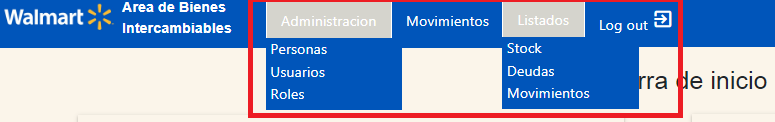 Walmart
Area de Bienes
Intercambiables
Administracion
Movimientos
Listados
Log out
Personas
Usuarios
Roles
Stock
Deudas
Movimientos
rra de inicio